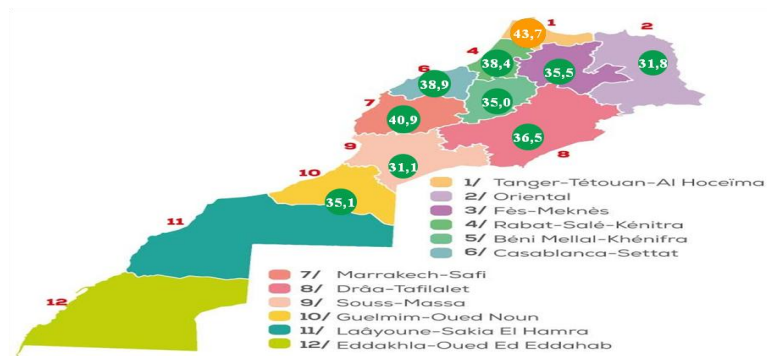 1
43,7
2
4
38,4
35,5
31,8
6
38,9
35,0
7
40,9
36,5
8
9
31,1
10
35,1
11
12
1/ Tanger-Tétouan-Al Hoceïma
2/ Oriental
3/ Fès-Meknès
4/ Rabat-Salé-Kénitra
5/ Béni Mellal-Khénifra
6/ Casablanca-Settat
7/ Marrakech-Safi
8/ Drâa-Tafilalet
9/ Souss-Massa
10/ Guelmim-Oued Noun
11/ Laâyoune-Sakia El Hamra
12/ Eddakhla-Oued Ed Eddahab